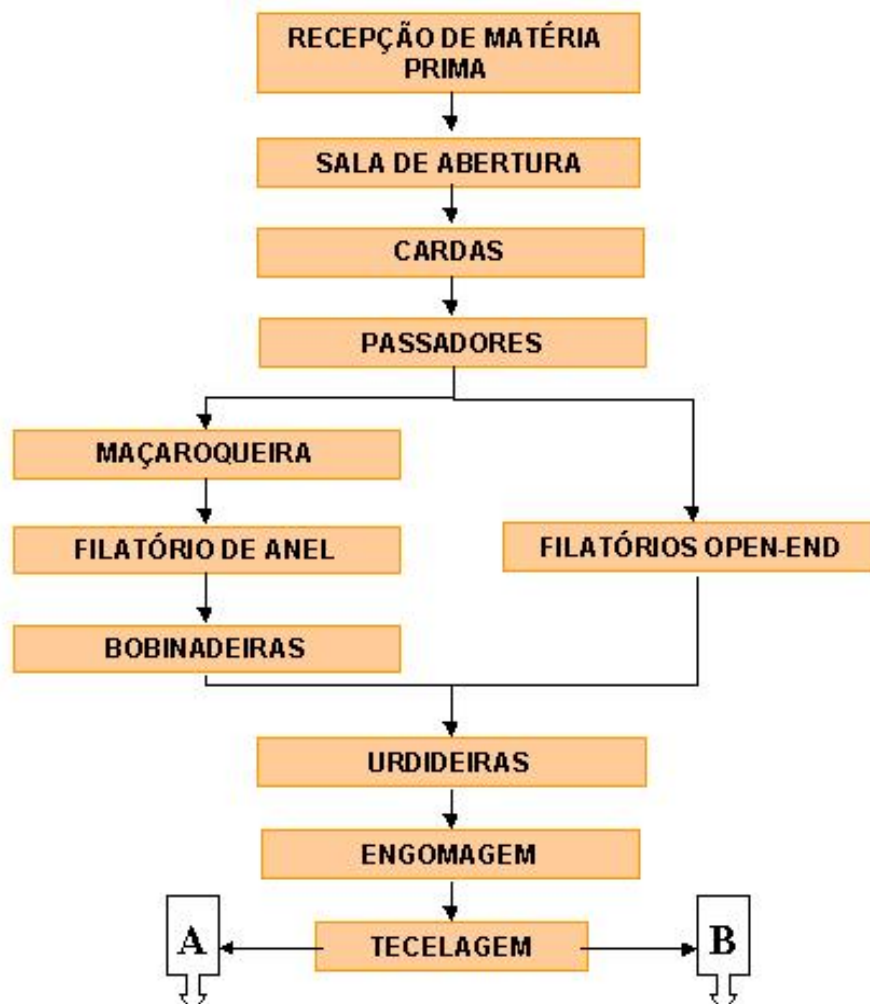 RECEPÇÃO DE MATÉRIA
PRIMA
SALA DE ABERTURA
CARDAS
PASSADORES
MAÇAROQUEIRA
FILATÓRIO DE ANEL
FILATÓRIOS OPEN-END
BOBINADEIRAS
URDIDEIRAS
ENGOMAGEM
A
TECELAGEM
B